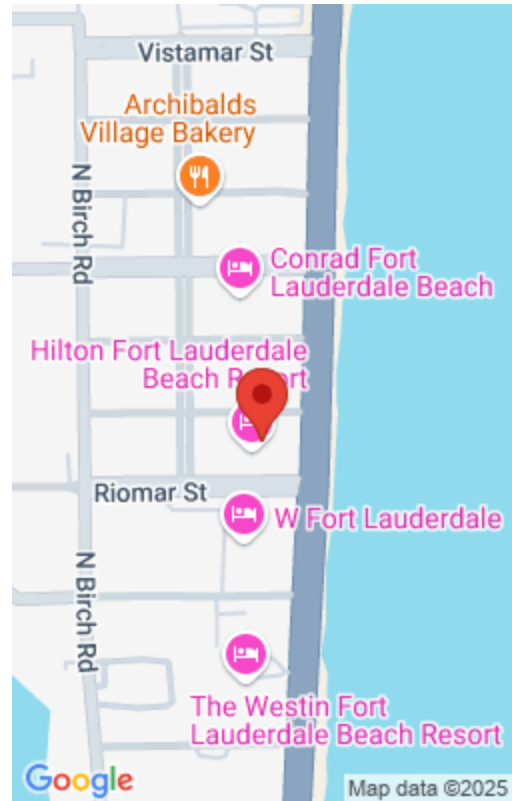 Vistamar St
Archibalds
Village Bakery
N Birch Rd
Conrad Fort
Lauderdale Beach
Hilton Fort Lauderdale
Beach Resort
Riomar St
W Fort Lauderdale
N Birch Rd
The Westin Fort
Lauderdale Beach Resort
Google
Map data ©2025